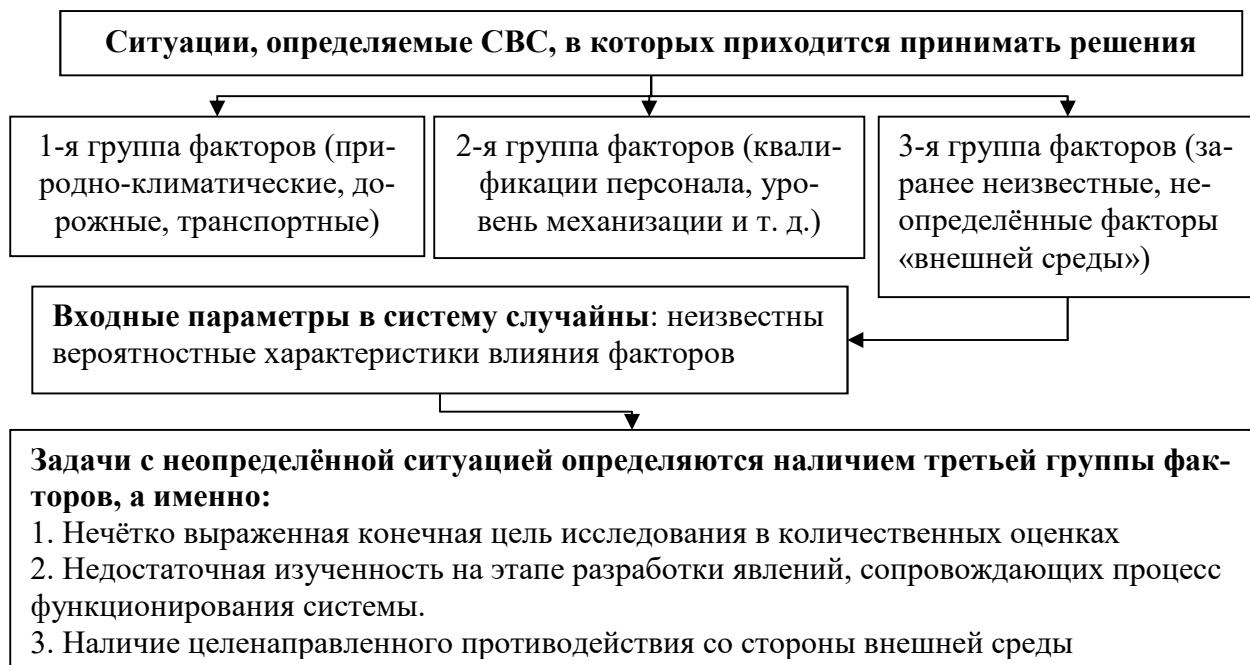 Ситуации, определяемые СВС, в которых приходится принимать решения
1-я группа факторов (при-
родно-климатические, до-
рожные, транспортные)
2-я группа факторов (квали-
фикации персонала, уро-
вень механизации и т. д.)
3-я группа факторов (за-
ранее неизвестные, не-
определённые факторы
«внешней среды»)
Входные параметры в систему случайны: неизвестны
вероятностные характеристики влияния факторов
Задачи с неопределённой ситуацией определяются наличием третьей группы фак-
торов, а именно:
1. Нечётко выраженная конечная цель исследования в количественных оценках
2. Недостаточная изученность на этапе разработки явлений, сопровождающих процесс
функционирования системы.
3. Наличие целенаправленного противодействия со стороны внешней среды